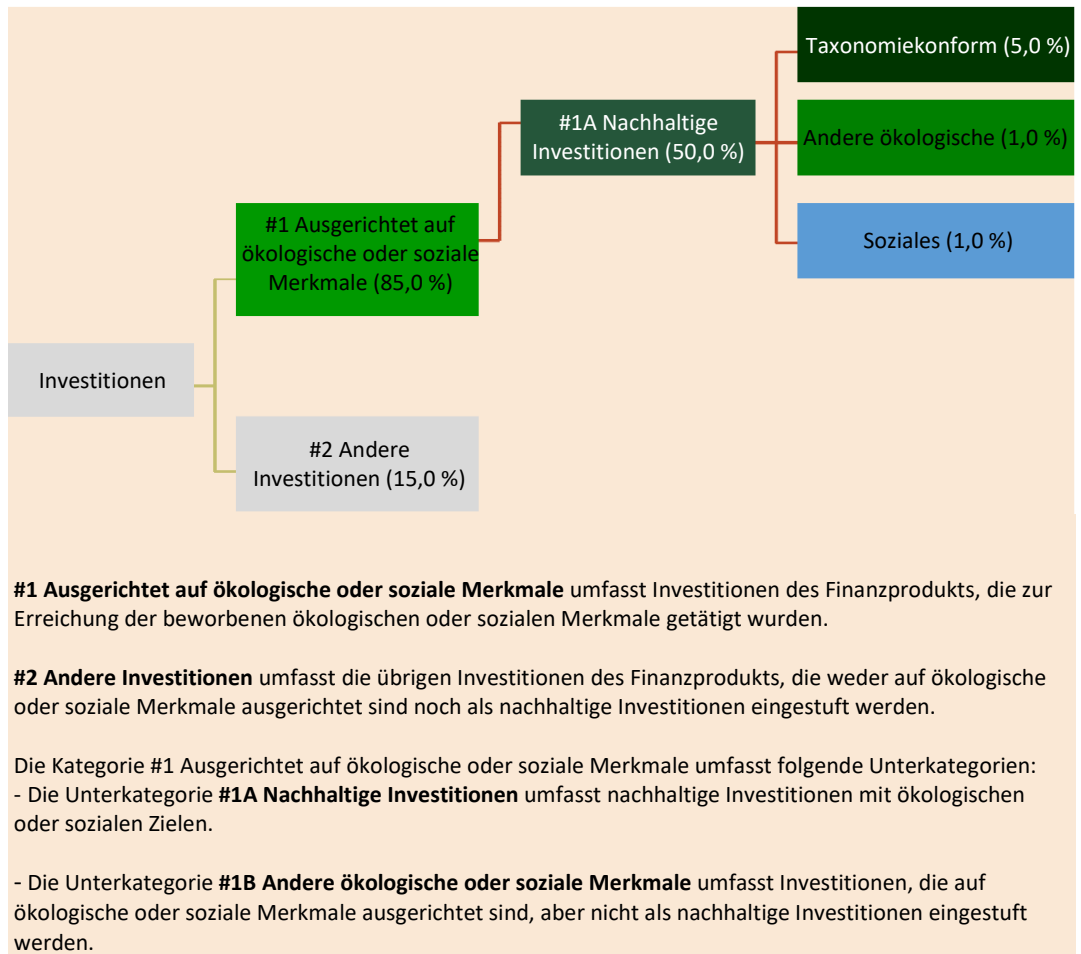 Taxonomiekonform (5,0 %)
#1A Nachhaltige
Investitionen (50,0 %)
Andere ökologische (1,0 %)
#1 Ausgerichtet auf
ökologische oder soziale
Merkmale (85,0 %)
Soziales (1,0 %)
Investitionen
#2 Andere
Investitionen (15,0 %)
#1 Ausgerichtet auf ökologische oder soziale Merkmale umfasst Investitionen des Finanzprodukts, die zur
Erreichung der beworbenen ökologischen oder sozialen Merkmale getätigt wurden.
#2 Andere Investitionen umfasst die übrigen Investitionen des Finanzprodukts, die weder auf ökologische
oder soziale Merkmale ausgerichtet sind noch als nachhaltige Investitionen eingestuft werden.
Die Kategorie #1 Ausgerichtet auf ökologische oder soziale Merkmale umfasst folgende Unterkategorien:
- Die Unterkategorie #1A Nachhaltige Investitionen umfasst nachhaltige Investitionen mit ökologischen
oder sozialen Zielen.
- Die Unterkategorie #1B Andere ökologische oder soziale Merkmale umfasst Investitionen, die auf
ökologische oder soziale Merkmale ausgerichtet sind, aber nicht als nachhaltige Investitionen eingestuft
werden.